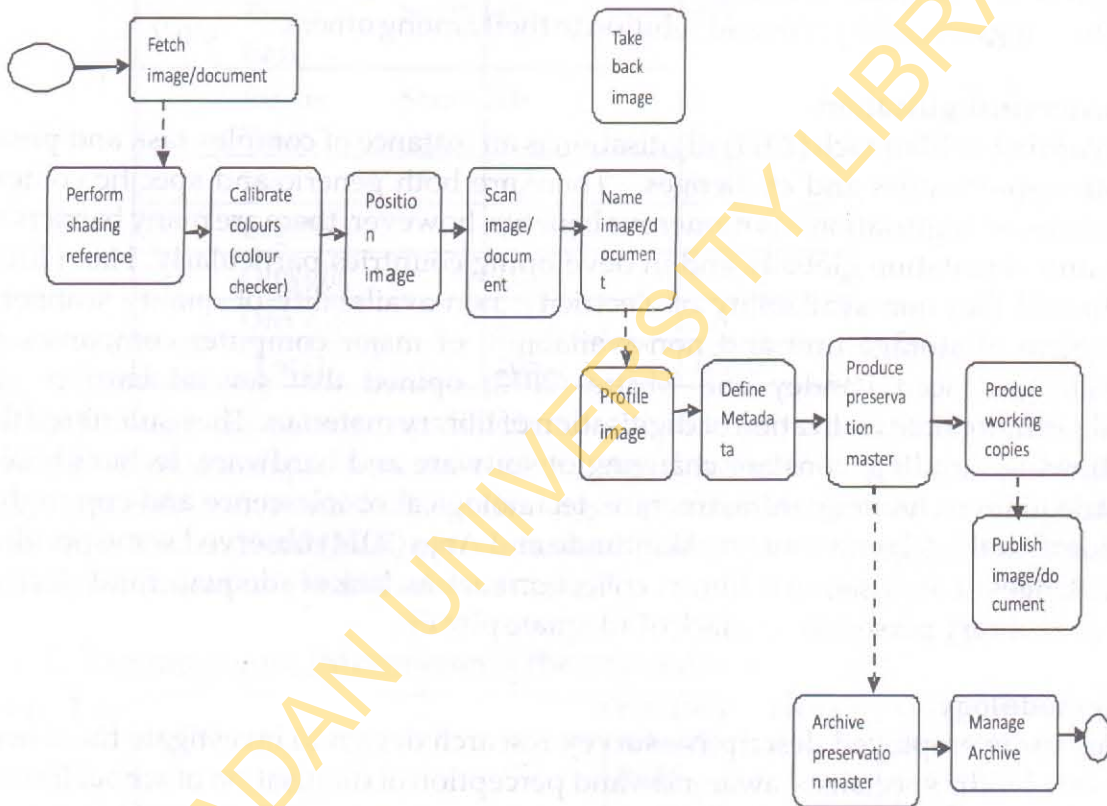 Fetch
image/document
Take
back
image
Perform
shading
reference
Calibrate
colours
(colour
checker)
Positio
n
image
Scan
image/
docum
ent
Name
image/d
ocumen
t
Profile
image
Define
Metada
ta
Produce
preserva
tion
master
Produce
working
copies
Publish
image/do
cument
Archive
preservatio
n master
Manage
Archive
ADAN UNIVERSITY LIBRA